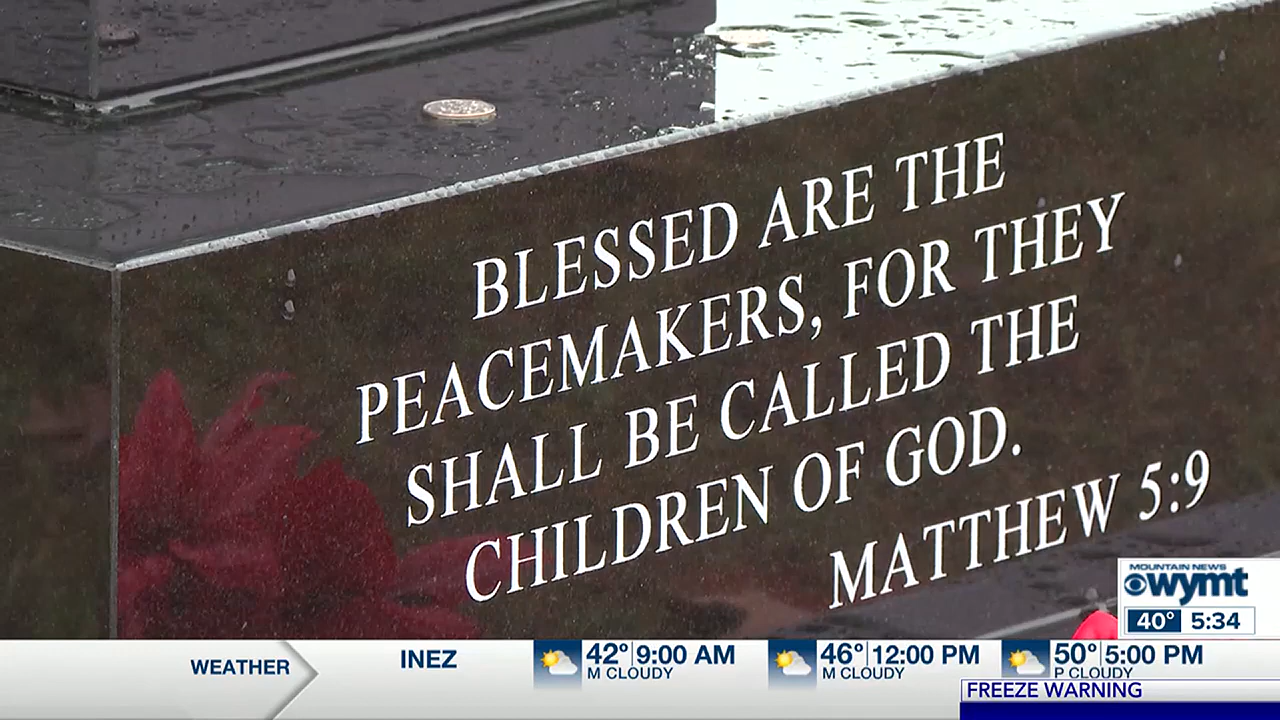 BLESSED ARE THE
PEACEMAKERS, FOR THEY
SHALL BE CALLED THE
CHILDREN OF GOD.
MATTHEW 5:9
MOUNTAIN NEWS
wymt
40° 5:34
WEATHER
INEZ
42° 9:00 AM
M CLOUDY
46° 12:00 PM
M CLOUDY
50° 5:00 PM
P CLOUDY
FREEZE WARNING